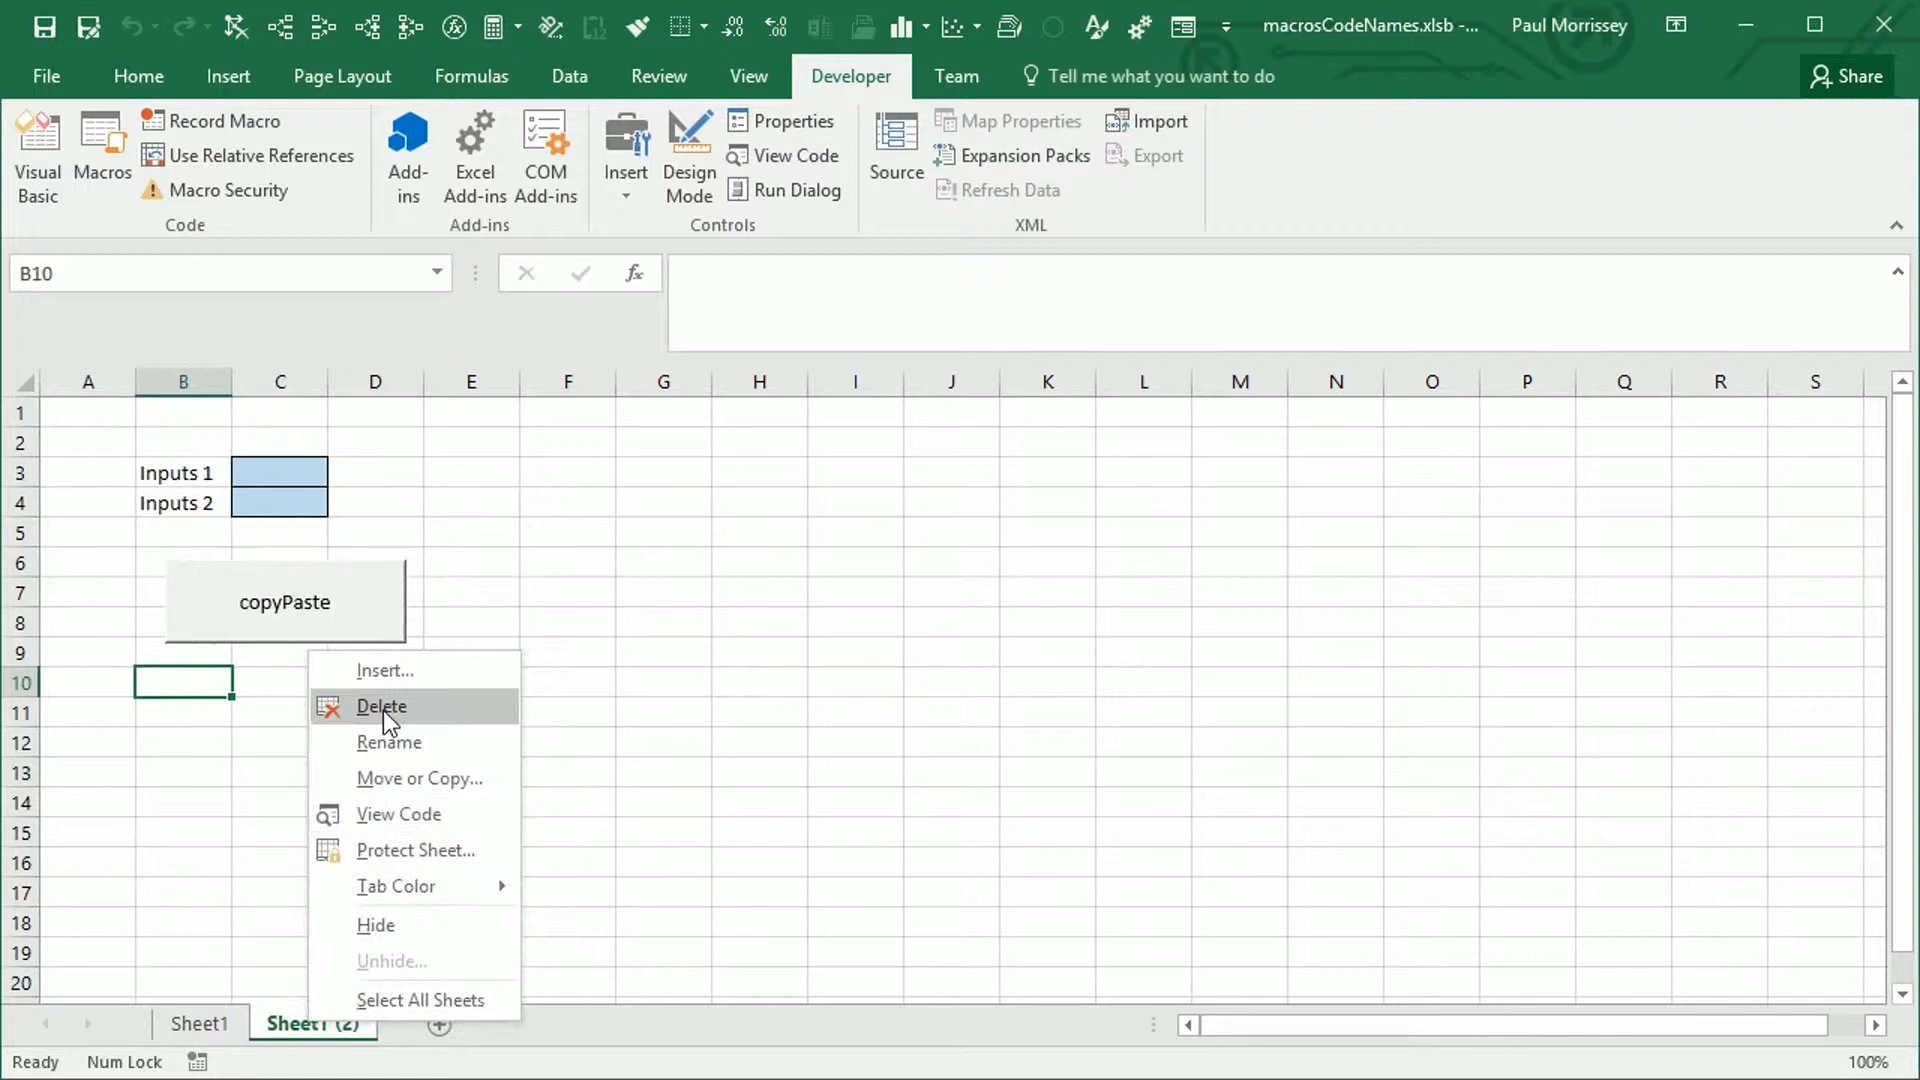 macrosCodeNames.xlsb -...
Paul Morrissey
File
Home
Insert
Page Layout
Formulas
Data
Review
View
Developer
Team
Tell me what you want to do
Share
Visual
Basic
Macros
Record Macro
Use Relative References
Macro Security
Code
Add-
ins
Excel
Add-ins
COM
Add-ins
Add-ins
Insert
Design
Mode
Properties
View Code
Run Dialog
Controls
Source
Map Properties
Expansion Packs
Refresh Data
Import
Export
XML
B10
fx
A B C D E F G H I J K L M N O P Q R S
1
2
3 Inputs 1
4 Inputs 2
5
6
7 copyPaste
8
9
10
11
12
13
14
15
16
17
18
19
20
Insert...
Delete
Rename
Move or Copy...
View Code
Protect Sheet...
Tab Color
Hide
Unhide...
Select All Sheets
Sheet1
Sheet1 (2)
Ready
Num Lock
100%